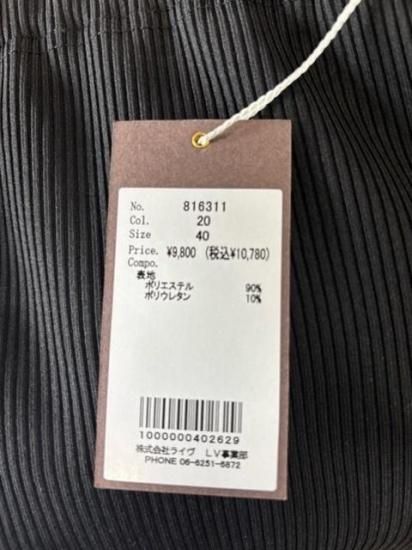 No. 816311
Col. 20
Size 40
Price. ¥9,800 (税込¥10,780)
Compo.
表地
ポリエステル 90%
ポリウレタン 10%
1000000402629
株式会社ライヴ LV事業部
PHONE 06-6251-6872